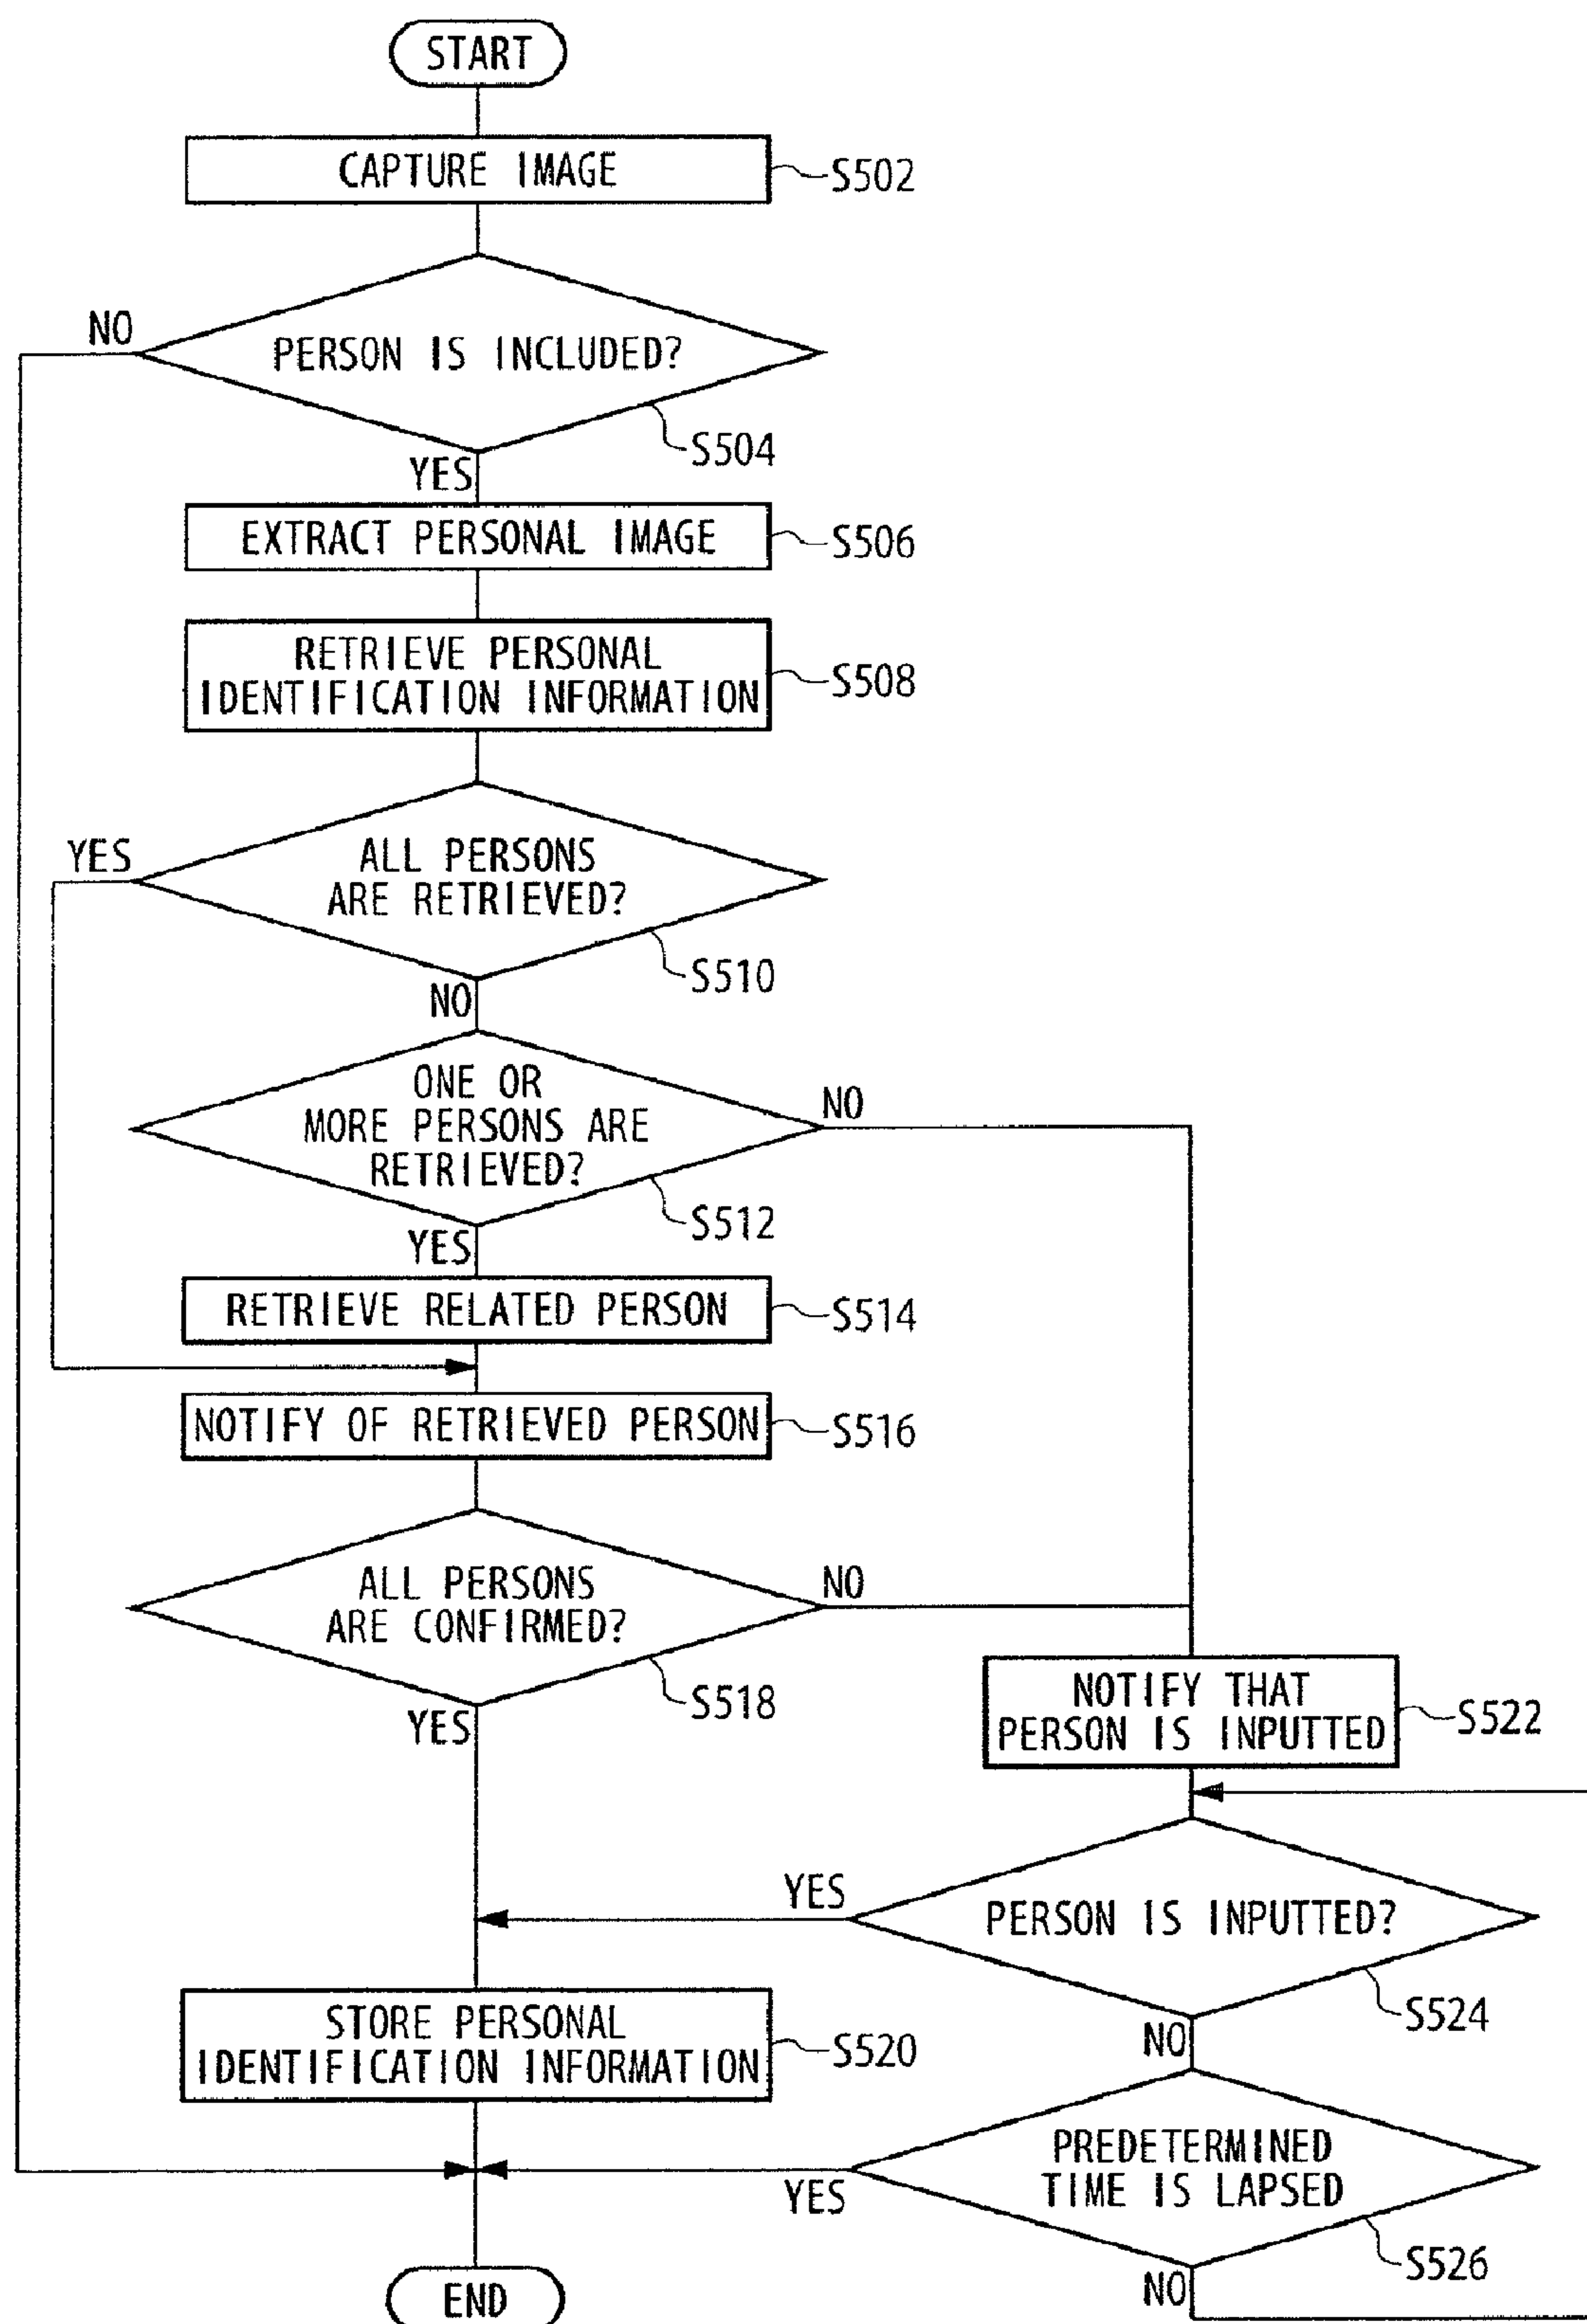 START
CAPTURE IMAGE
S502
NO
PERSON IS INCLUDED?
S504
YES
EXTRACT PERSONAL IMAGE
S506
RETRIEVE PERSONAL
IDENTIFICATION INFORMATION
S508
YES
ALL PERSONS
ARE RETRIEVED?
S510
NO
ONE OR
MORE PERSONS ARE
RETRIEVED?
NO
S512
YES
RETRIEVE RELATED PERSON
S514
NOTIFY OF RETRIEVED PERSON
S516
ALL PERSONS
ARE CONFIRMED?
NO
S518
YES
NOTIFY THAT
PERSON IS INPUTTED
S522
YES
PERSON IS INPUTTED?
S524
NO
STORE PERSONAL
IDENTIFICATION INFORMATION
S520
PREDETERMINED
TIME IS LAPSED
YES
S526
NO
END